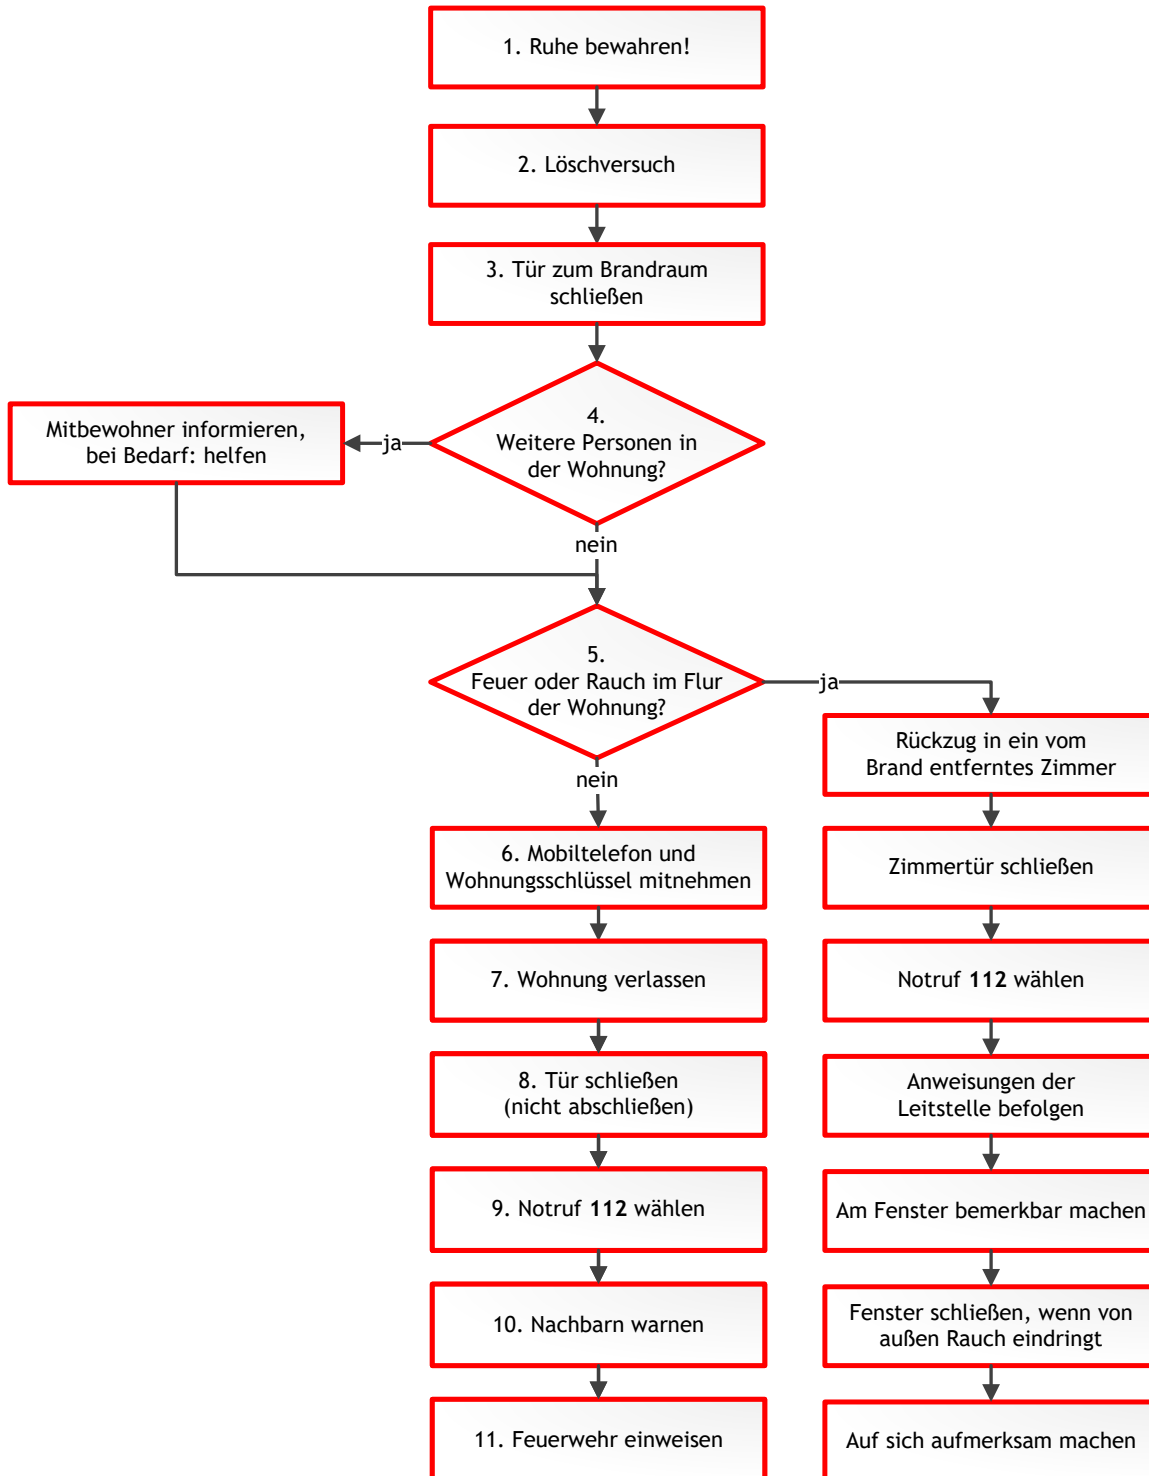 1. Ruhe bewahren!
2. Löschversuch
3. Tür zum Brandraum
schließen
4.
Weitere Personen in
der Wohnung?
ja
Mitbewohner informieren,
bei Bedarf: helfen
nein
5.
Feuer oder Rauch im Flur
der Wohnung?
ja
nein
6. Mobiltelefon und
Wohnungsschlüssel mitnehmen
7. Wohnung verlassen
8. Tür schließen
(nicht abschließen)
9. Notruf 112 wählen
10. Nachbarn warnen
11. Feuerwehr einweisen
Rückzug in ein vom
Brand entferntes Zimmer
Zimmertür schließen
Notruf 112 wählen
Anweisungen der
Leitstelle befolgen
Am Fenster bemerkbar machen
Fenster schließen, wenn von
außen Rauch eindringt
Auf sich aufmerksam machen